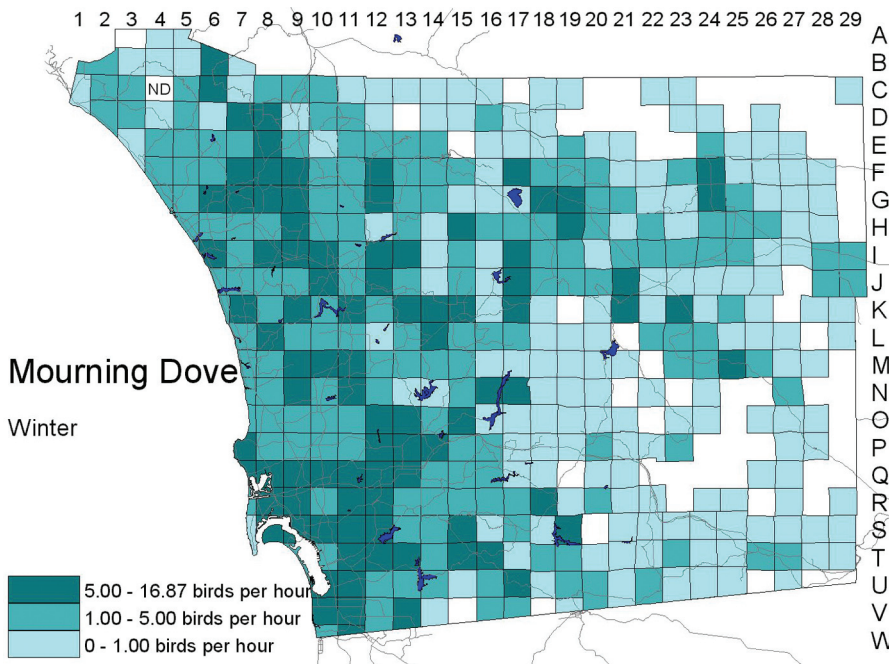 1 2 3 4 5 6 7 8 9 10 11 12 13 14 15 16 17 18 19 20 21 22 23 24 25 26 27 28 29
A
B
C
D
E
F
G
H
I
J
K
L
M
N
O
P
Q
R
S
T
U
V
W
ND
Mourning Dove
Winter
5.00 - 16.87 birds per hour
1.00 - 5.00 birds per hour
0 - 1.00 birds per hour